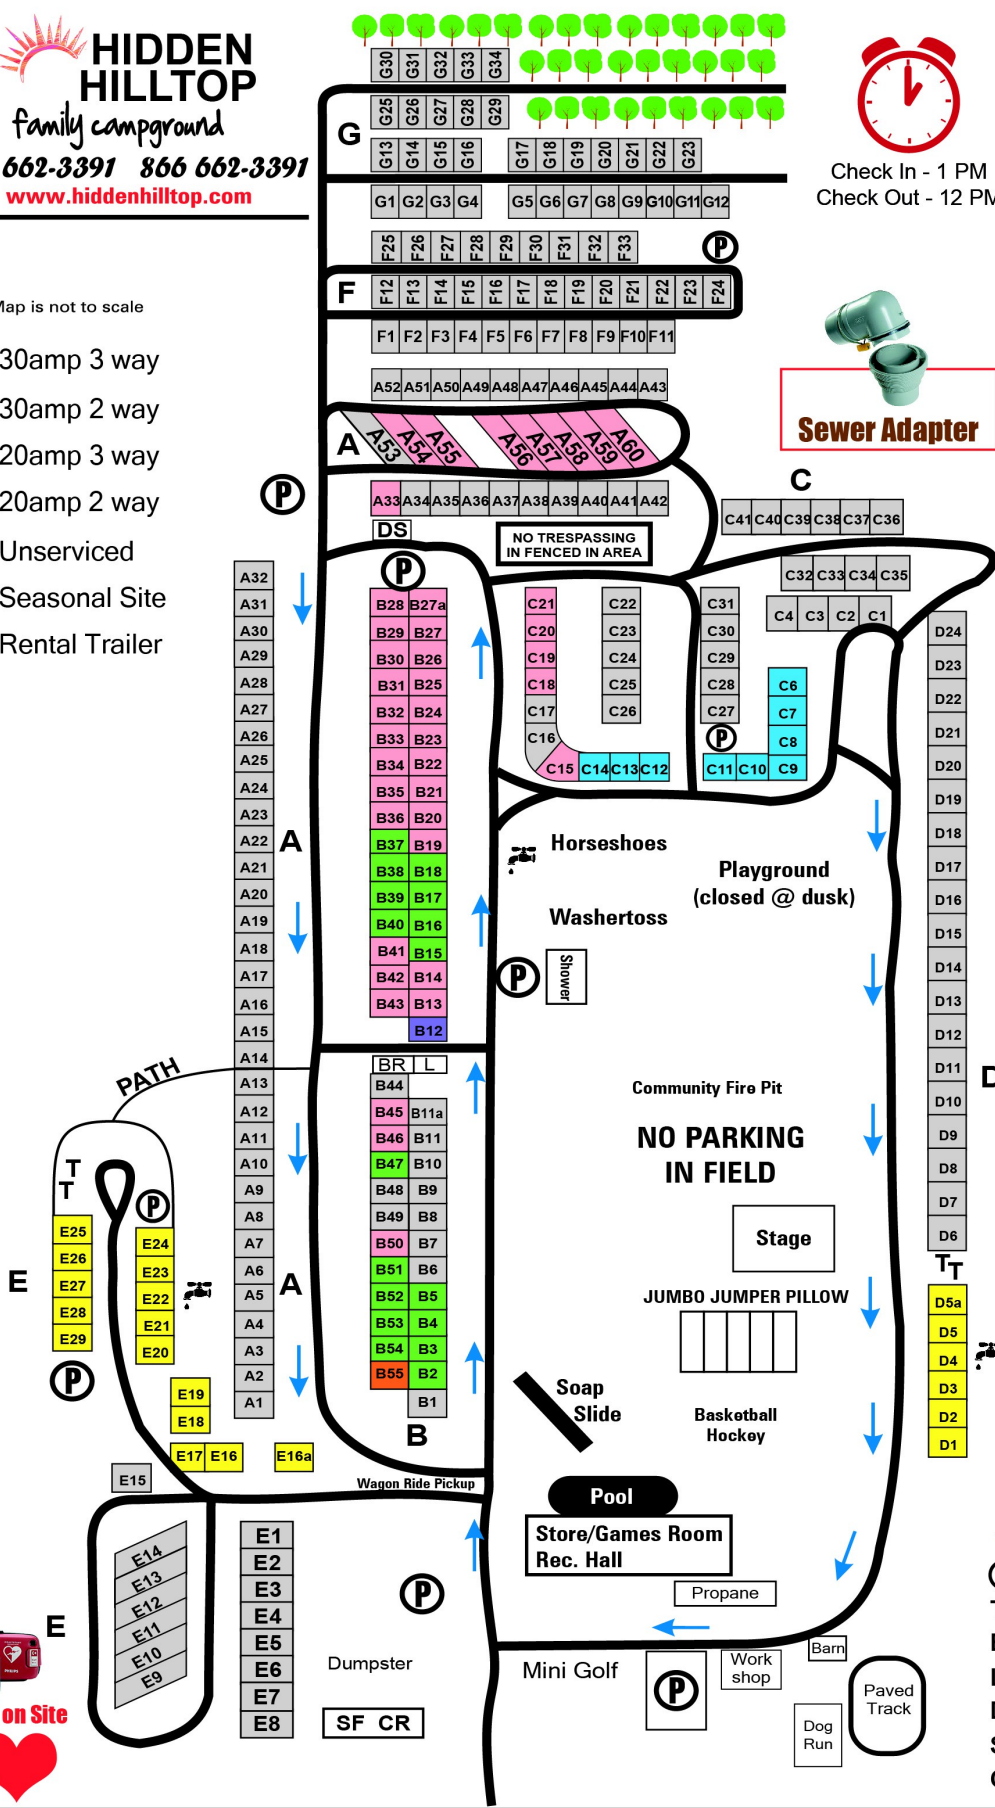 HIDDEN
HILLTOP
family campground
662-3391 866 662-3391
www.hiddenhilltop.com
Map is not to scale
30amp 3 way
30amp 2 way
20amp 3 way
20amp 2 way
Unserviced
Seasonal Site
Rental Trailer
Check In - 1 PM
Check Out - 12 PM
Sewer Adapter
G30 G31 G32 G33 G34
G25 G26 G27 G28 G29
G
G13 G14 G15 G16 G17 G18 G19 G20 G21 G22 G23
G1 G2 G3 G4 G5 G6 G7 G8 G9 G10 G11 G12
F25 F26 F27 F28 F29 F30 F31 F32 F33
P
F
F12 F13 F14 F15 F16 F17 F18 F19 F20 F21 F22 F23 F24
F1 F2 F3 F4 F5 F6 F7 F8 F9 F10 F11
A52 A51 A50 A49 A48 A47 A46 A45 A44 A43
A
A53 A54 A55 A56 A57 A58 A59 A60
P
A33 A34 A35 A36 A37 A38 A39 A40 A41 A42
DS
NO TRESPASSING
IN FENCED IN AREA
P
C
C41 C40 C39 C38 C37 C36
C32 C33 C34 C35
C4 C3 C2 C1
A32
A31
A30
A29
A28
A27
A26
A25
A24
A23
A22
A21
A20
A19
A18
A17
A16
A15
A14
A13
A12
A11
A10
A9
A8
A7
A6
A5
A4
A3
A2
A1
A
A
B28 B27a
B29 B27
B30 B26
B31 B25
B32 B24
B33 B23
B34 B22
B35 B21
B36 B20
B37 B19
B38 B18
B39 B17
B40 B16
B41 B15
B42 B14
B43 B13
B12
BR L
B44
B45 B11a
B46 B11
B47 B10
B48 B9
B49 B8
B50 B7
B51 B6
B52 B5
B53 B4
B54 B3
B55 B2
B1
B
C21
C20
C19
C18
C17
C16
C15 C14 C13 C12
C22
C23
C24
C25
C26
C31
C30
C29
C28
C27
P
C6
C7
C8
C11 C10 C9
D24
D23
D22
D21
D20
D19
D18
D17
D16
D15
D14
D13
D12
D11
D10
D9
D8
D7
D6
T T
D5a
D5
D4
D3
D2
D1
D
Horseshoes
Washertoss
Playground
(closed @ dusk)
P
Shower
Community Fire Pit
NO PARKING
IN FIELD
Stage
JUMBO JUMPER PILLOW
Soap
Slide
Basketball
Hockey
Pool
Store/Games Room
Rec. Hall
Propane
Barn
Work
shop
Mini Golf
P
Dog
Run
Paved
Track
PATH
T
T
P
E25
E26
E27
E28
E29
E
P
E24
E23
E22
E21
E20
E19
E18
E17 E16 E16a
E15
Wagon Ride Pickup
E14
E13
E12
E11
E10
E9
E
E1
E2
E3
E4
E5
E6
E7
E8
P
Dumpster
SF CR
on Site